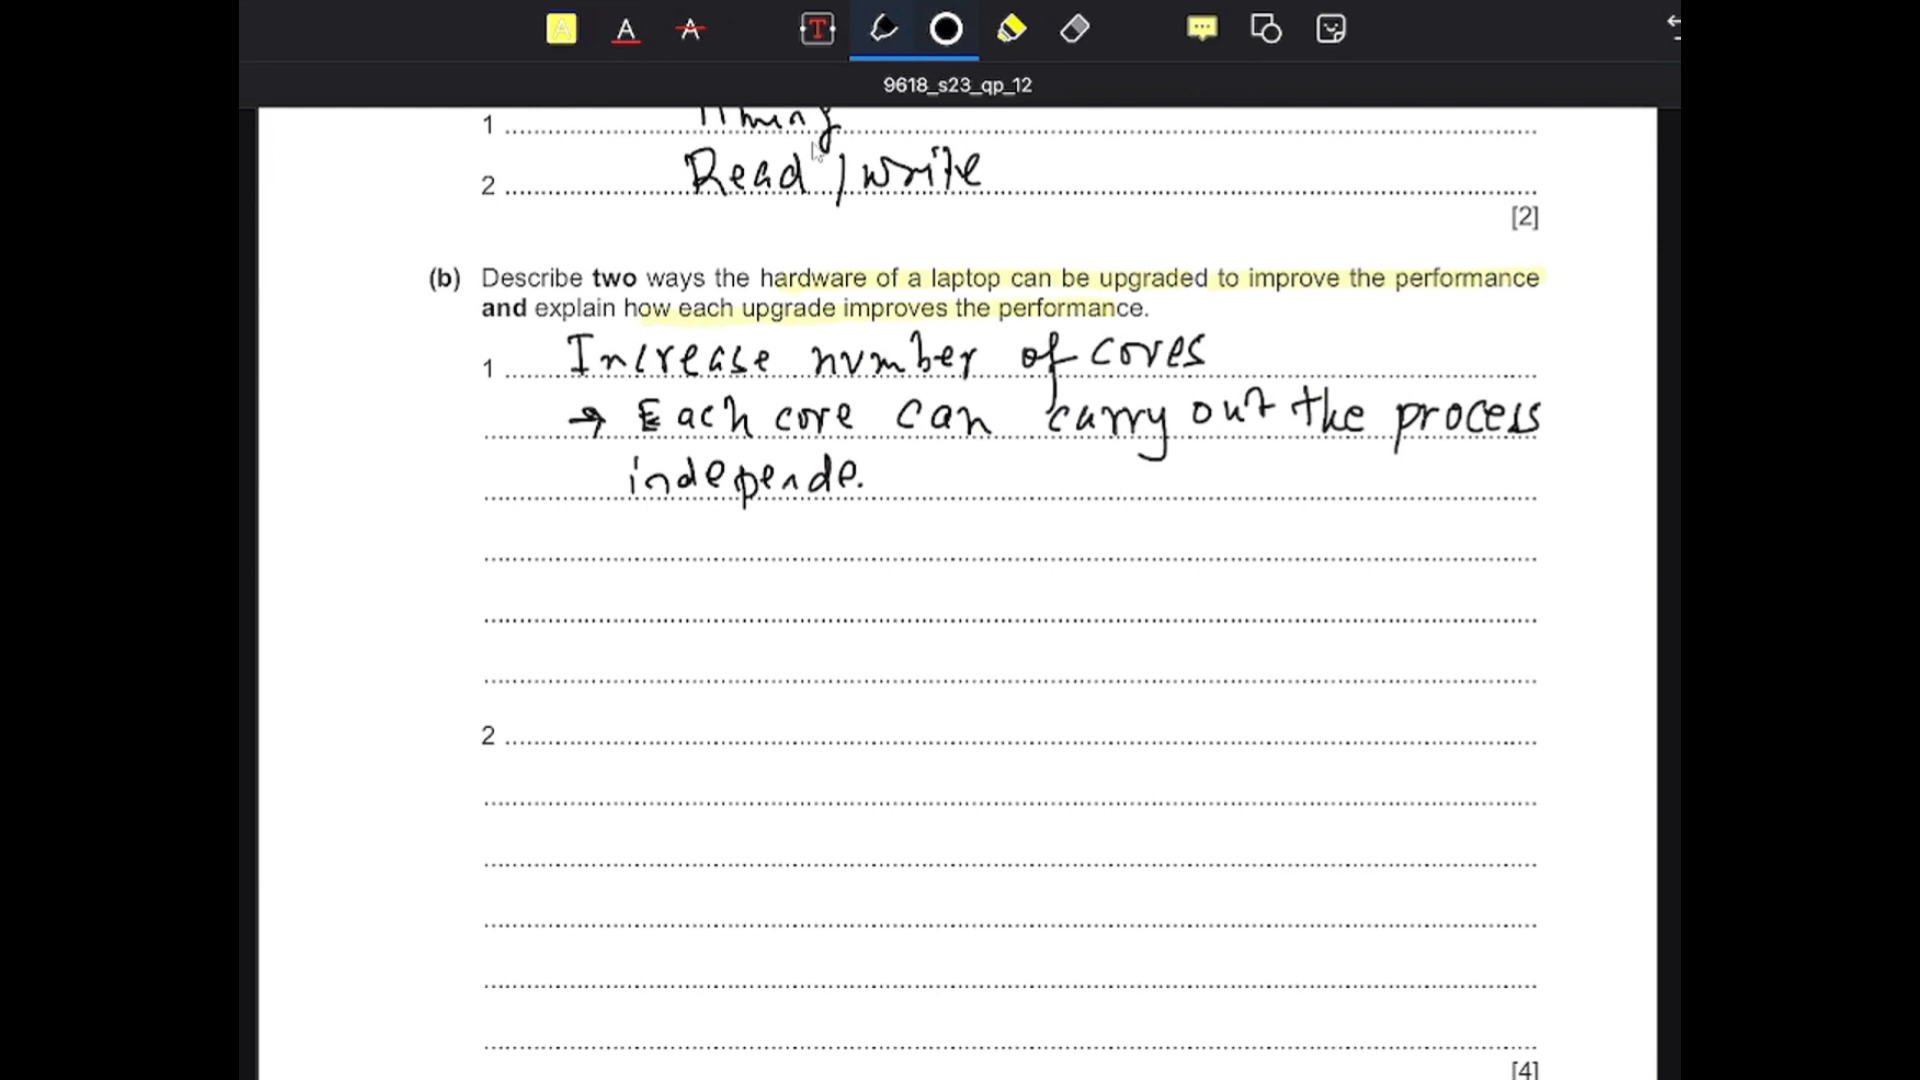 A A A T
9618_s23_qp_12
1 Timing
2 Read / write
[2]
(b) Describe two ways the hardware of a laptop can be upgraded to improve the performance
and explain how each upgrade improves the performance.
1 Increase number of cores
→ Each core can carry out the process
independe.
2
[4]